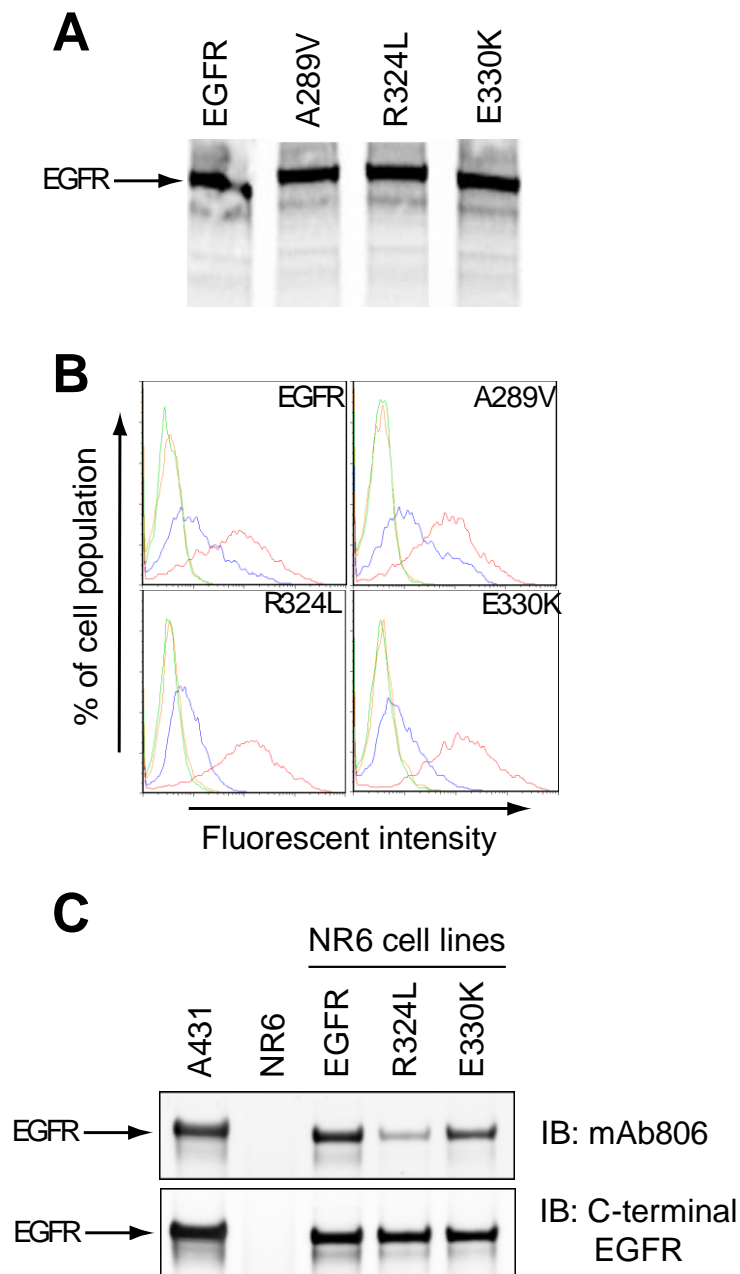 A
EGFR
A289V
R324L
E330K
EGFR
B
EGFR
A289V
R324L
E330K
% of cell population
Fluorescent intensity
C
NR6 cell lines
A431
NR6
EGFR
R324L
E330K
EGFR
IB: mAb806
EGFR
IB: C-terminal
EGFR